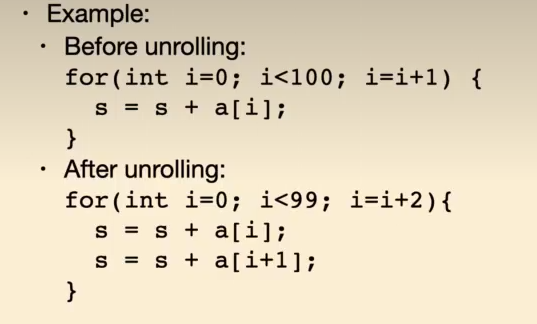 • Example:
• Before unrolling:
for(int i=0; i<100; i=i+1) {
s = s + a[i];
}
• After unrolling:
for(int i=0; i<99; i=i+2){
s = s + a[i];
s = s + a[i+1];
}